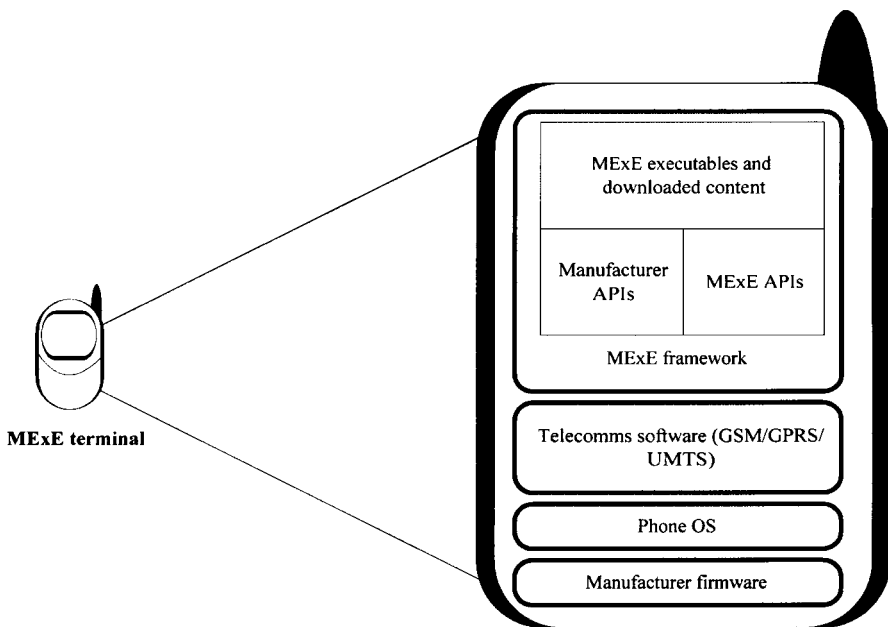 MExE executables and
downloaded content
Manufacturer
APIs
MExE APIs
MExE framework
MExE terminal
Telecomms software (GSM/GPRS/
UMTS)
Phone OS
Manufacturer firmware